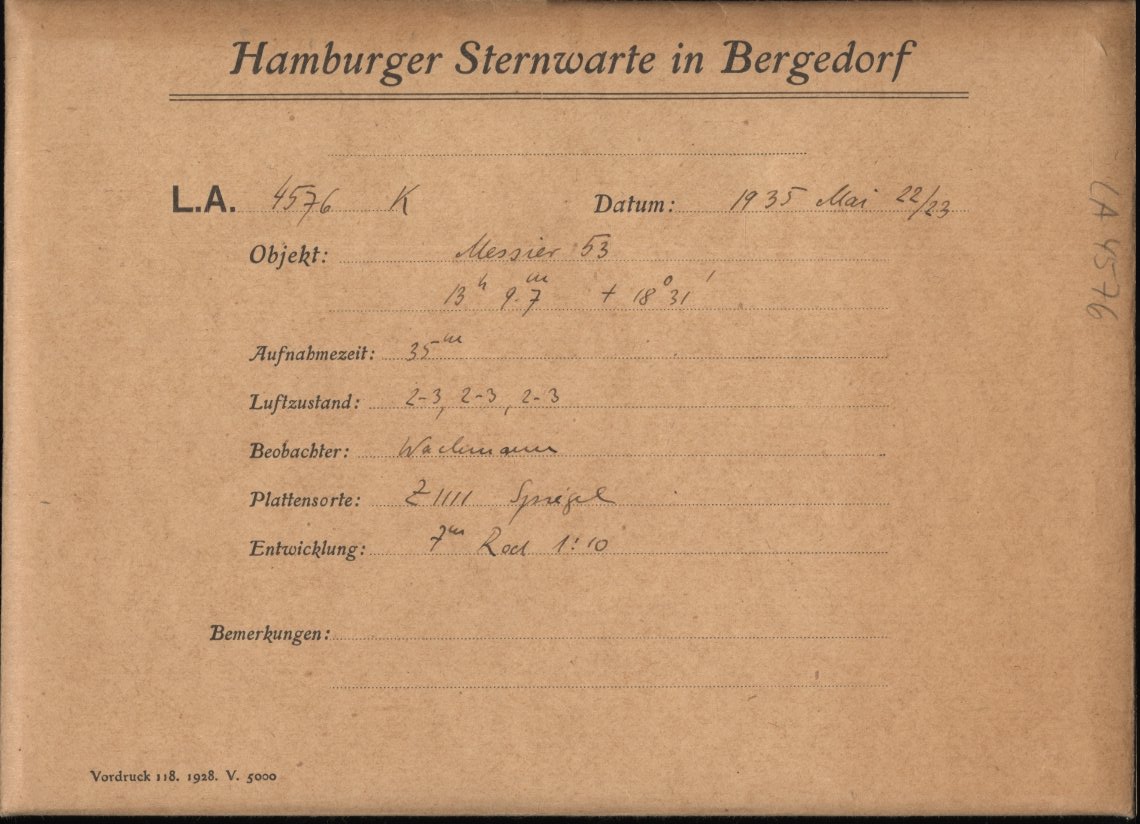 Hamburger Sternwarte in Bergedorf
L.A. 4576 K Datum: 1935 Mai 22/23
Objekt: Messier 53
13h 9.7m + 18° 31'
Aufnahmezeit: 35m
Luftzustand: 2-3, 2-3, 2-3
Beobachter: Wachmann
Plattensorte: Z 1111 Spiegel
Entwicklung: 7m Rod 1:10
Bemerkungen:
Vordruck 118. 1928. V. 5000
LA 4576